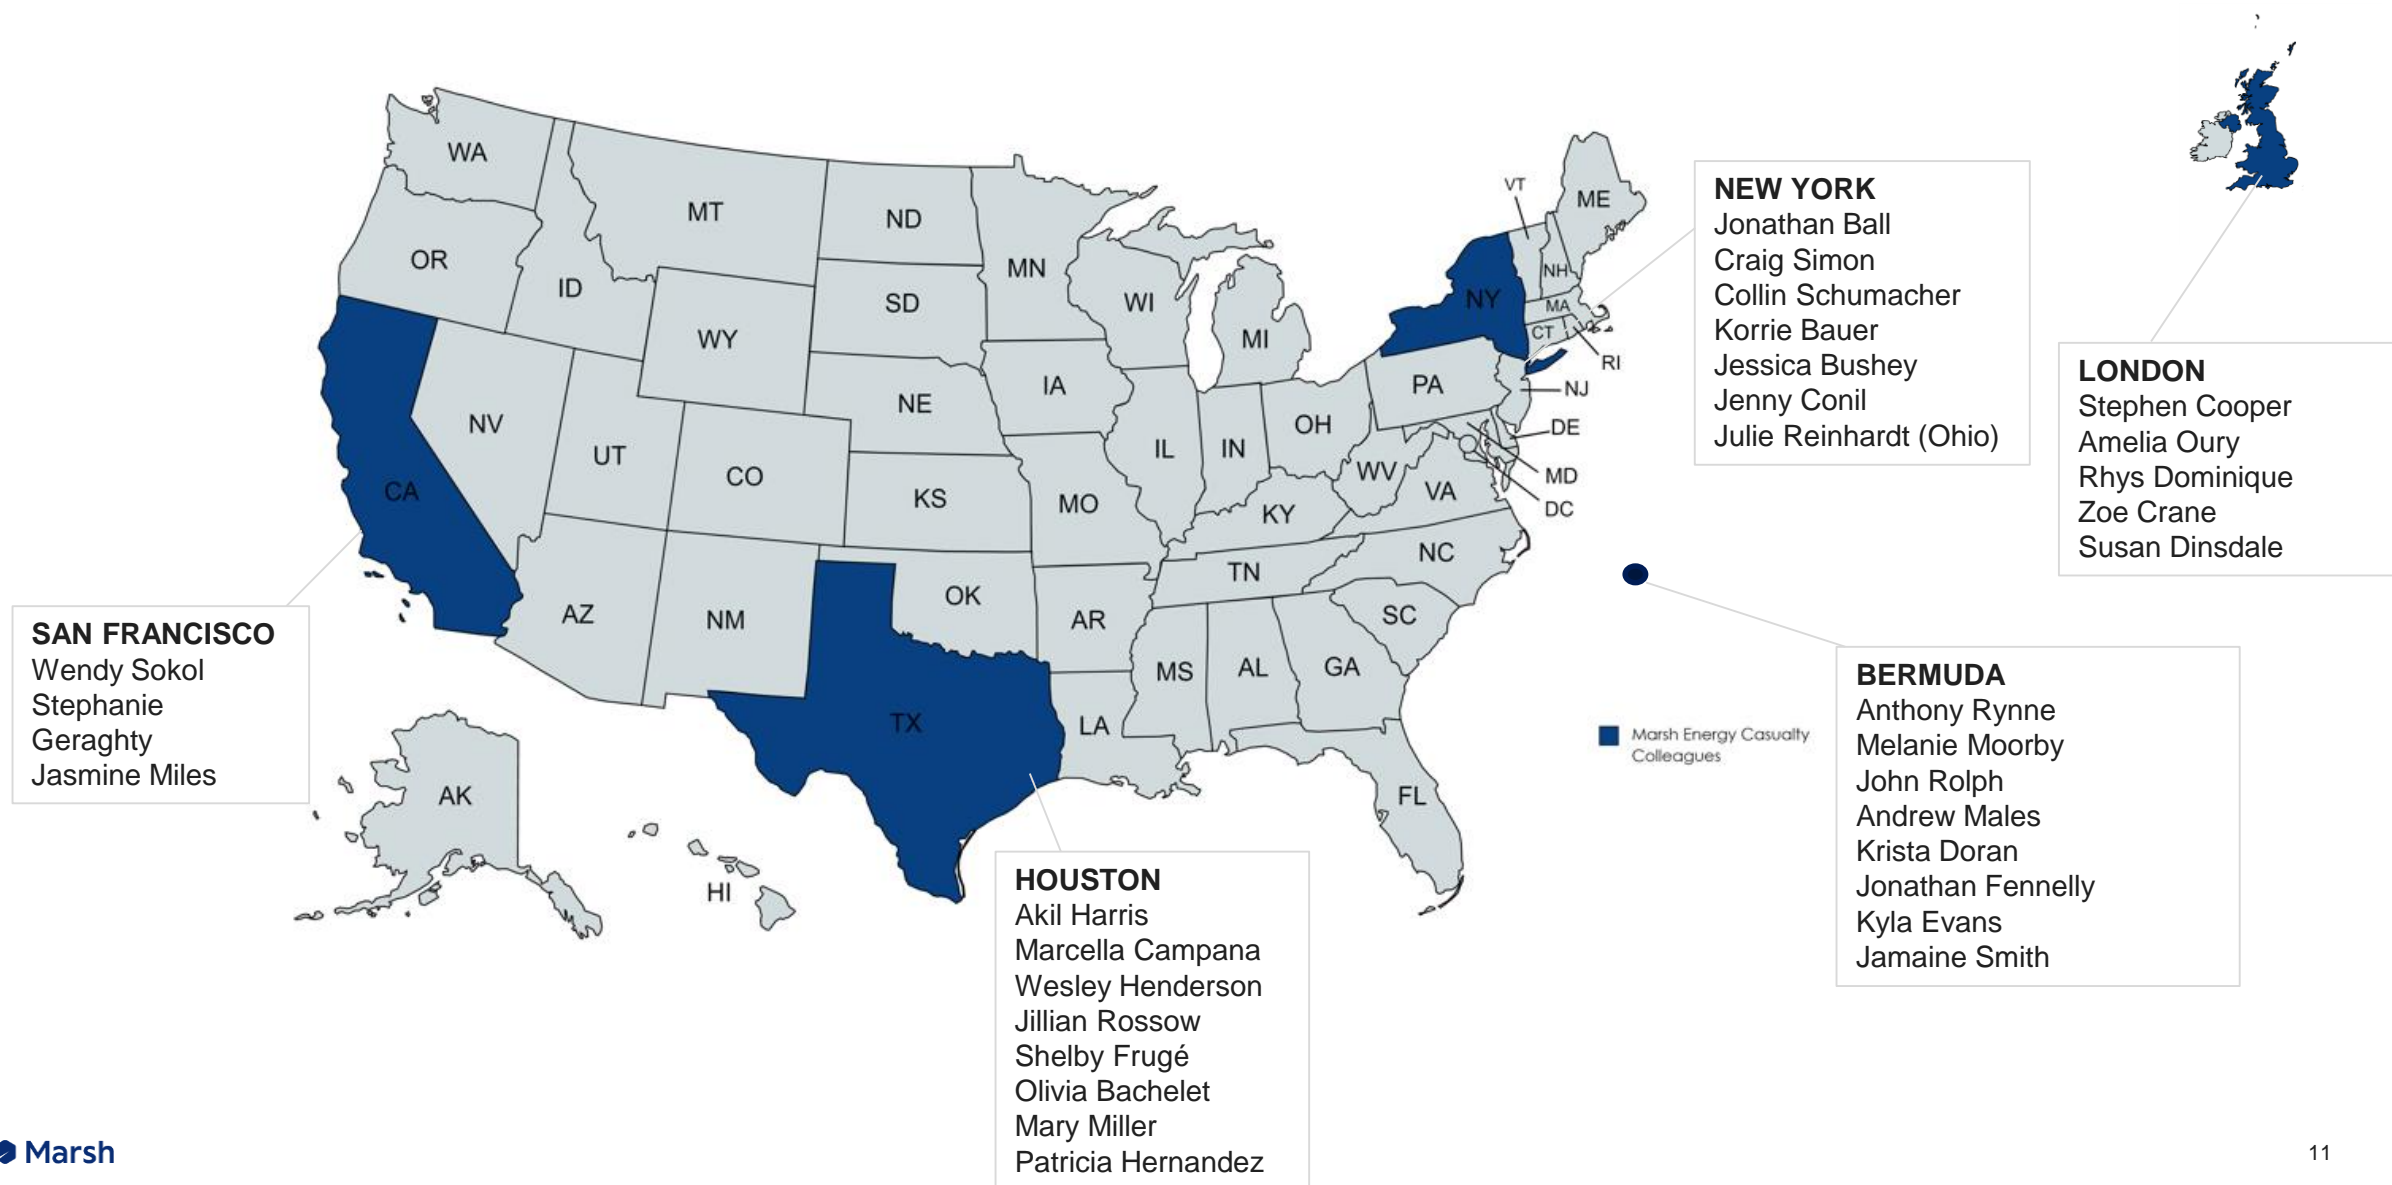 WA
OR
CA
NV
ID
MT
WY
UT
CO
AZ
NM
ND
SD
NE
KS
OK
TX
MN
IA
MO
AR
LA
WI
IL
MI
IN
OH
KY
TN
MS
AL
GA
FL
SC
NC
VA
WV
PA
NY
VT
NH
ME
MA
CT
RI
NJ
DE
MD
DC
AK
HI
SAN FRANCISCO
Wendy Sokol
Stephanie
Geraghty
Jasmine Miles
HOUSTON
Akil Harris
Marcella Campana
Wesley Henderson
Jillian Rossow
Shelby Frugé
Olivia Bachelet
Mary Miller
Patricia Hernandez
NEW YORK
Jonathan Ball
Craig Simon
Collin Schumacher
Korrie Bauer
Jessica Bushey
Jenny Conil
Julie Reinhardt (Ohio)
LONDON
Stephen Cooper
Amelia Oury
Rhys Dominique
Zoe Crane
Susan Dinsdale
BERMUDA
Anthony Rynne
Melanie Moorby
John Rolph
Andrew Males
Krista Doran
Jonathan Fennelly
Kyla Evans
Jamaine Smith
Marsh Energy Casualty
Colleagues
Marsh
11